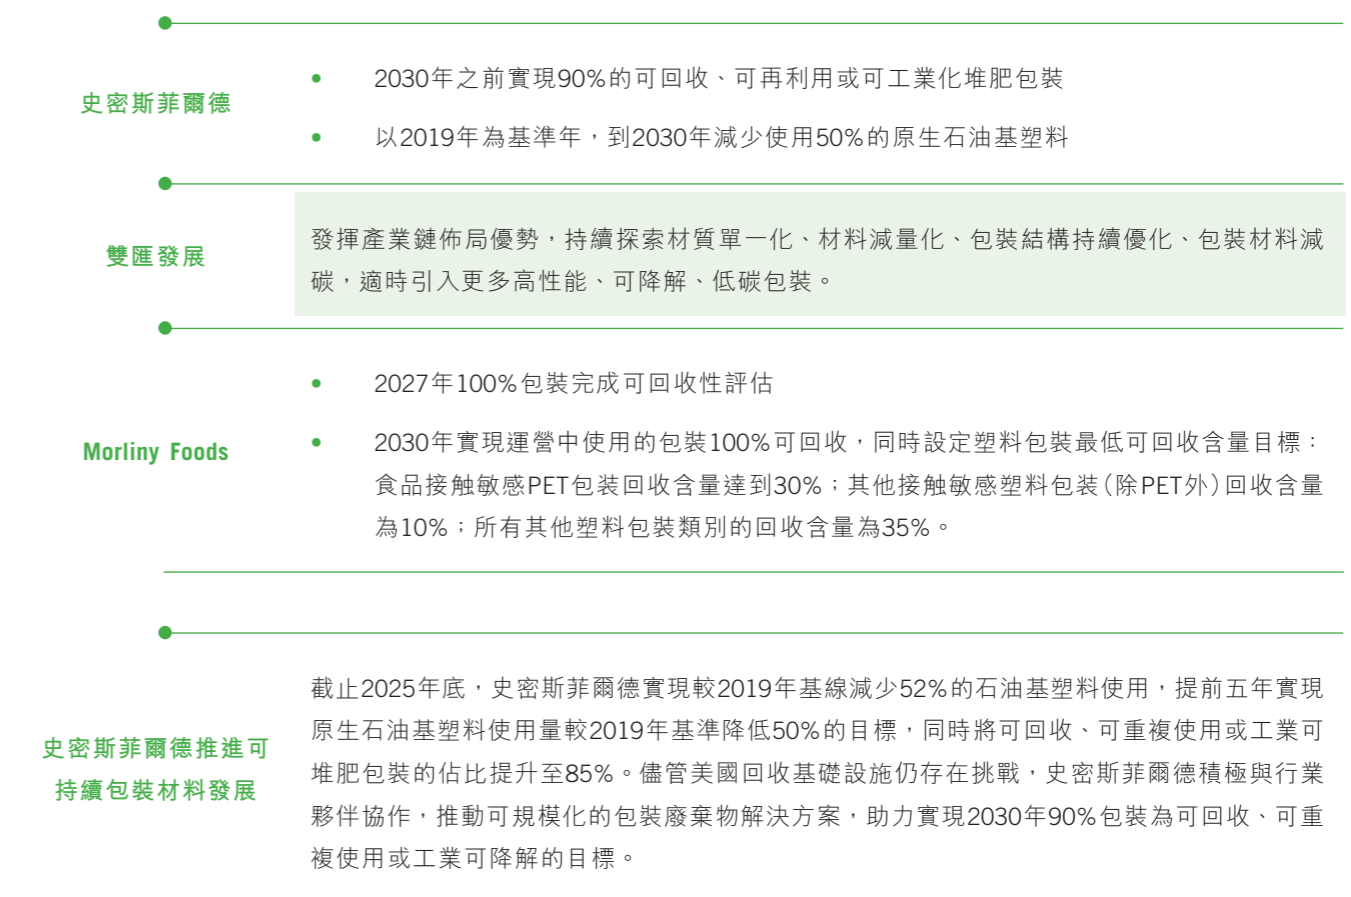 史密斯菲爾德
• 2030年之前實現90%的可回收、可再利用或可工業化堆肥包裝
• 以2019年為基準年，到2030年減少使用50%的原生石油基塑料
雙匯發展
發揮產業鏈佈局優勢，持續探索材質單一化、材料減量化、包裝結構持續優化、包裝材料減
碳，適時引入更多高性能、可降解、低碳包裝。
Morliny Foods
• 2027年100%包裝完成可回收性評估
• 2030年實現運營中使用的包裝100%可回收，同時設定塑料包裝最低可回收含量目標：
食品接触敏感PET包装回收含量達到30%；其他接触敏感塑料包装（除PET外）回收含量
為10%；所有其他塑料包裝類別的回收含量為35%。
史密斯菲爾德推進可
持續包裝材料發展
截止2025年底，史密斯菲爾德實現較2019年基線減少52%的石油基塑料使用，提前五年實現
原生石油基塑料使用量較2019年基準降低50%的目標，同時將可回收、可重複使用或工業可
堆肥包裝的佔比提升至85%。儘管美國回收基礎設施仍存在挑戰，史密斯菲爾德積極與行業
夥伴協作，推動可規模化的包裝廢棄物解決方案，助力實現2030年90%包裝為可回收、可重
複使用或工業可降解的目標。